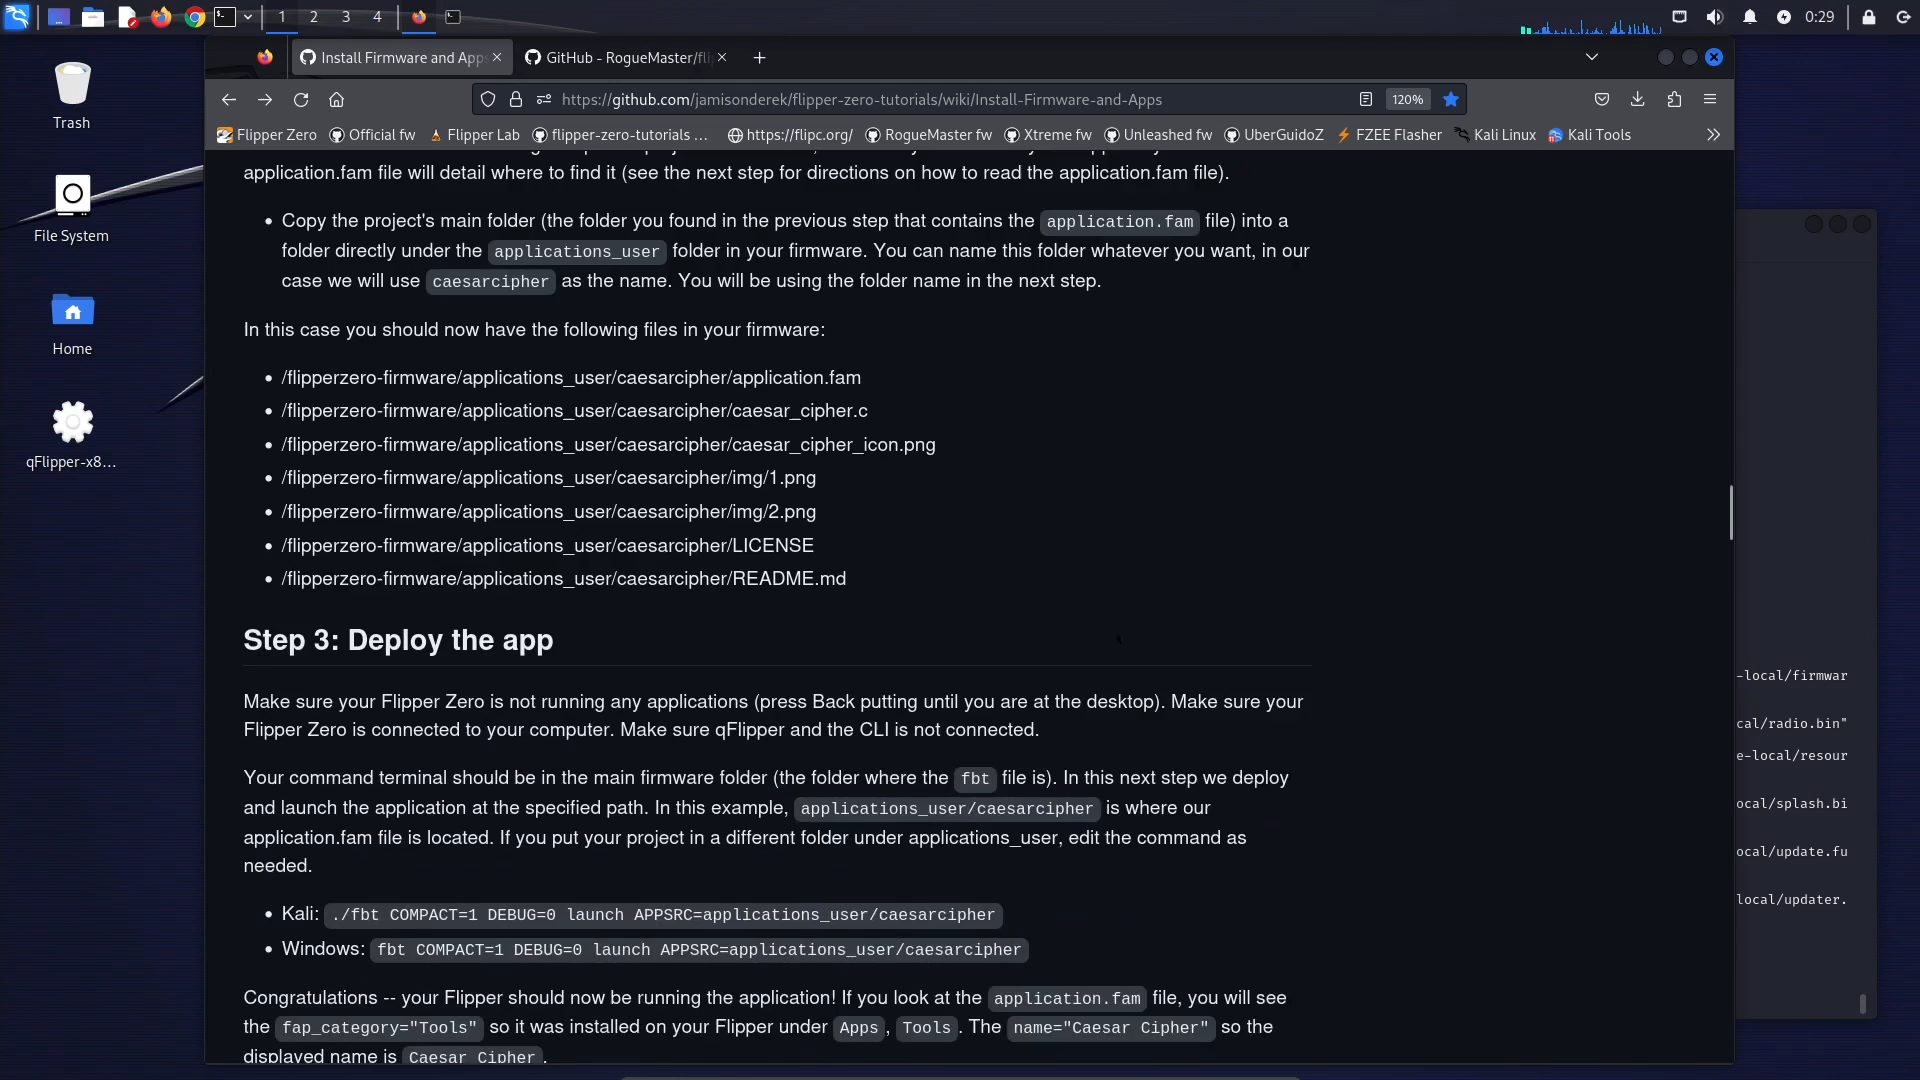 1 2 3 4
0:29
Trash
File System
Home
qFlipper-x8...
Install Firmware and Apps
GitHub - RogueMaster/fli
https://github.com/jamisonderek/flipper-zero-tutorials/wiki/Install-Firmware-and-Apps
120%
Flipper Zero Official fw Flipper Lab flipper-zero-tutorials ... https://flipc.org/ RogueMaster fw Xtreme fw Unleashed fw UberGuidoZ FZEE Flasher Kali Linux Kali Tools
application.fam file will detail where to find it (see the next step for directions on how to read the application.fam file).
• Copy the project's main folder (the folder you found in the previous step that contains the application.fam file) into a
folder directly under the applications_user folder in your firmware. You can name this folder whatever you want, in our
case we will use caesarcipher as the name. You will be using the folder name in the next step.
In this case you should now have the following files in your firmware:
• /flipperzero-firmware/applications_user/caesarcipher/application.fam
• /flipperzero-firmware/applications_user/caesarcipher/caesar_cipher.c
• /flipperzero-firmware/applications_user/caesarcipher/caesar_cipher_icon.png
• /flipperzero-firmware/applications_user/caesarcipher/img/1.png
• /flipperzero-firmware/applications_user/caesarcipher/img/2.png
• /flipperzero-firmware/applications_user/caesarcipher/LICENSE
• /flipperzero-firmware/applications_user/caesarcipher/README.md
Step 3: Deploy the app
Make sure your Flipper Zero is not running any applications (press Back putting until you are at the desktop). Make sure your
Flipper Zero is connected to your computer. Make sure qFlipper and the CLI is not connected.
Your command terminal should be in the main firmware folder (the folder where the fbt file is). In this next step we deploy
and launch the application at the specified path. In this example, applications_user/caesarcipher is where our
application.fam file is located. If you put your project in a different folder under applications_user, edit the command as
needed.
• Kali: ./fbt COMPACT=1 DEBUG=0 launch APPSRC=applications_user/caesarcipher
• Windows: fbt COMPACT=1 DEBUG=0 launch APPSRC=applications_user/caesarcipher
Congratulations -- your Flipper should now be running the application! If you look at the application.fam file, you will see
the fap_category="Tools" so it was installed on your Flipper under Apps, Tools. The name="Caesar Cipher" so the
displayed name is Caesar Cipher.
-local/firmwar
cal/radio.bin"
e-local/resour
ocal/splash.bi
ocal/update.fu
local/updater.